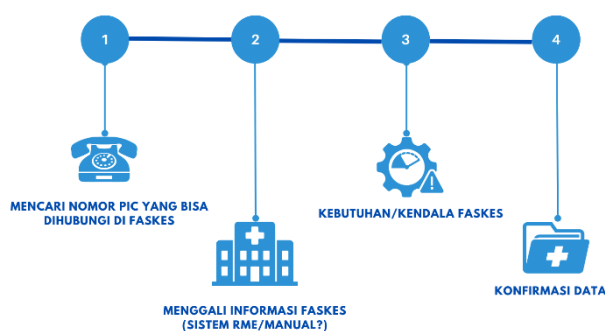 1
2
3
4
MENCARI NOMOR PIC YANG BISA
DIHUBUNGI DI FASKES
MENGGALI INFORMASI FASKES
(SISTEM RME/MANUAL?)
KEBUTUHAN/KENDALA FASKES
KONFIRMASI DATA